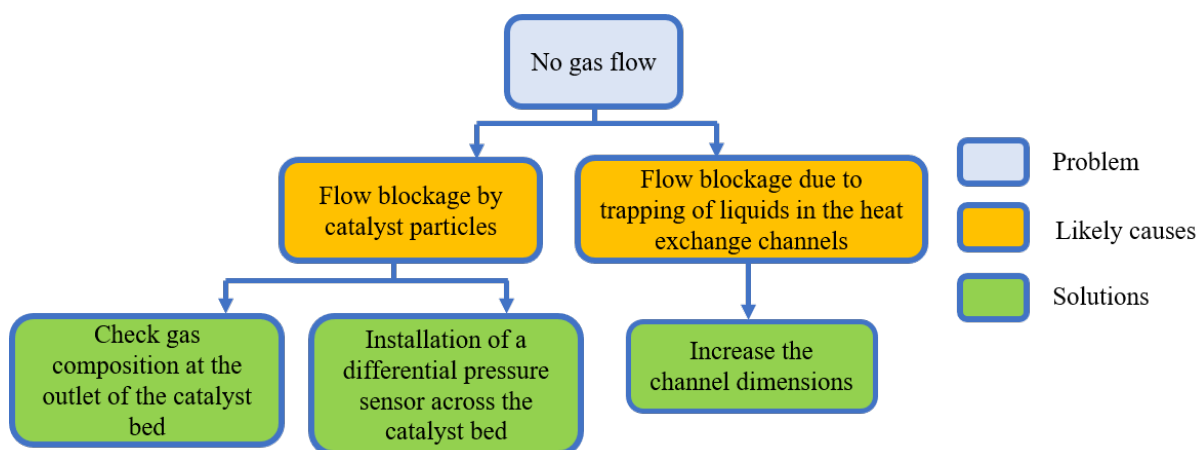 No gas flow
Flow blockage by
catalyst particles
Flow blockage due to
trapping of liquids in the heat
exchange channels
Check gas
composition at the
outlet of the catalyst
bed
Installation of a
differential pressure
sensor across the
catalyst bed
Increase the
channel dimensions
Problem
Likely causes
Solutions